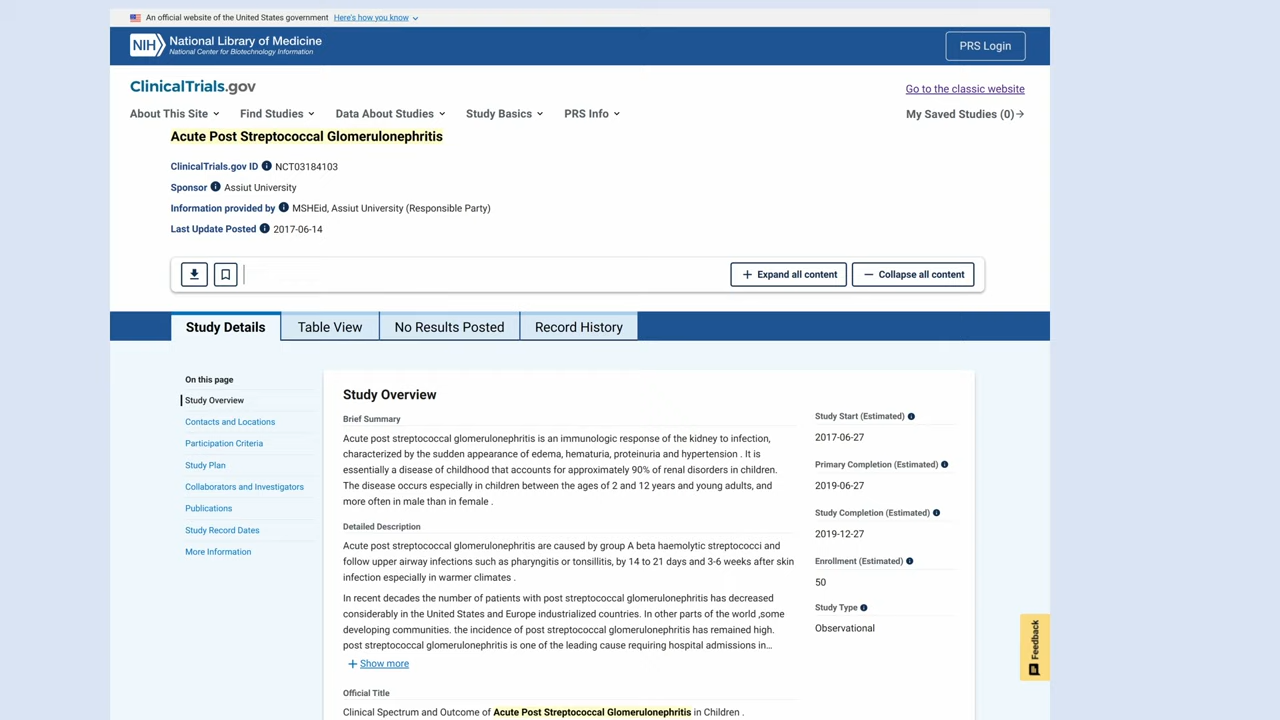 An official website of the United States government Here's how you know
NIH National Library of Medicine
National Center for Biotechnology Information
PRS Login
ClinicalTrials.gov
Go to the classic website
About This Site
Find Studies
Data About Studies
Study Basics
PRS Info
My Saved Studies (0)→
Acute Post Streptococcal Glomerulonephritis
ClinicalTrials.gov ID NCT03184103
Sponsor Assiut University
Information provided by MSHEid, Assiut University (Responsible Party)
Last Update Posted 2017-06-14
+ Expand all content
— Collapse all content
Study Details
Table View
No Results Posted
Record History
On this page
Study Overview
Contacts and Locations
Participation Criteria
Study Plan
Collaborators and Investigators
Publications
Study Record Dates
More Information
Study Overview
Brief Summary
Acute post streptococcal glomerulonephritis is an immunologic response of the kidney to infection,
characterized by the sudden appearance of edema, hematuria, proteinuria and hypertension . It is
essentially a disease of childhood that accounts for approximately 90% of renal disorders in children.
The disease occurs especially in children between the ages of 2 and 12 years and young adults, and
more often in male than in female .
Detailed Description
Acute post streptococcal glomerulonephritis are caused by group A beta haemolytic streptococci and
follow upper airway infections such as pharyngitis or tonsillitis, by 14 to 21 days and 3-6 weeks after skin
infection especially in warmer climates .
In recent decades the number of patients with post streptococcal glomerulonephritis has decreased
considerably in the United States and Europe industrialized countries. In other parts of the world ,some
developing communities. the incidence of post streptococcal glomerulonephritis has remained high.
post streptococcal glomerulonephritis is one of the leading cause requiring hospital admissions in...
+ Show more
Official Title
Clinical Spectrum and Outcome of Acute Post Streptococcal Glomerulonephritis in Children .
Study Start (Estimated)
2017-06-27
Primary Completion (Estimated)
2019-06-27
Study Completion (Estimated)
2019-12-27
Enrollment (Estimated)
50
Study Type
Observational
Feedback